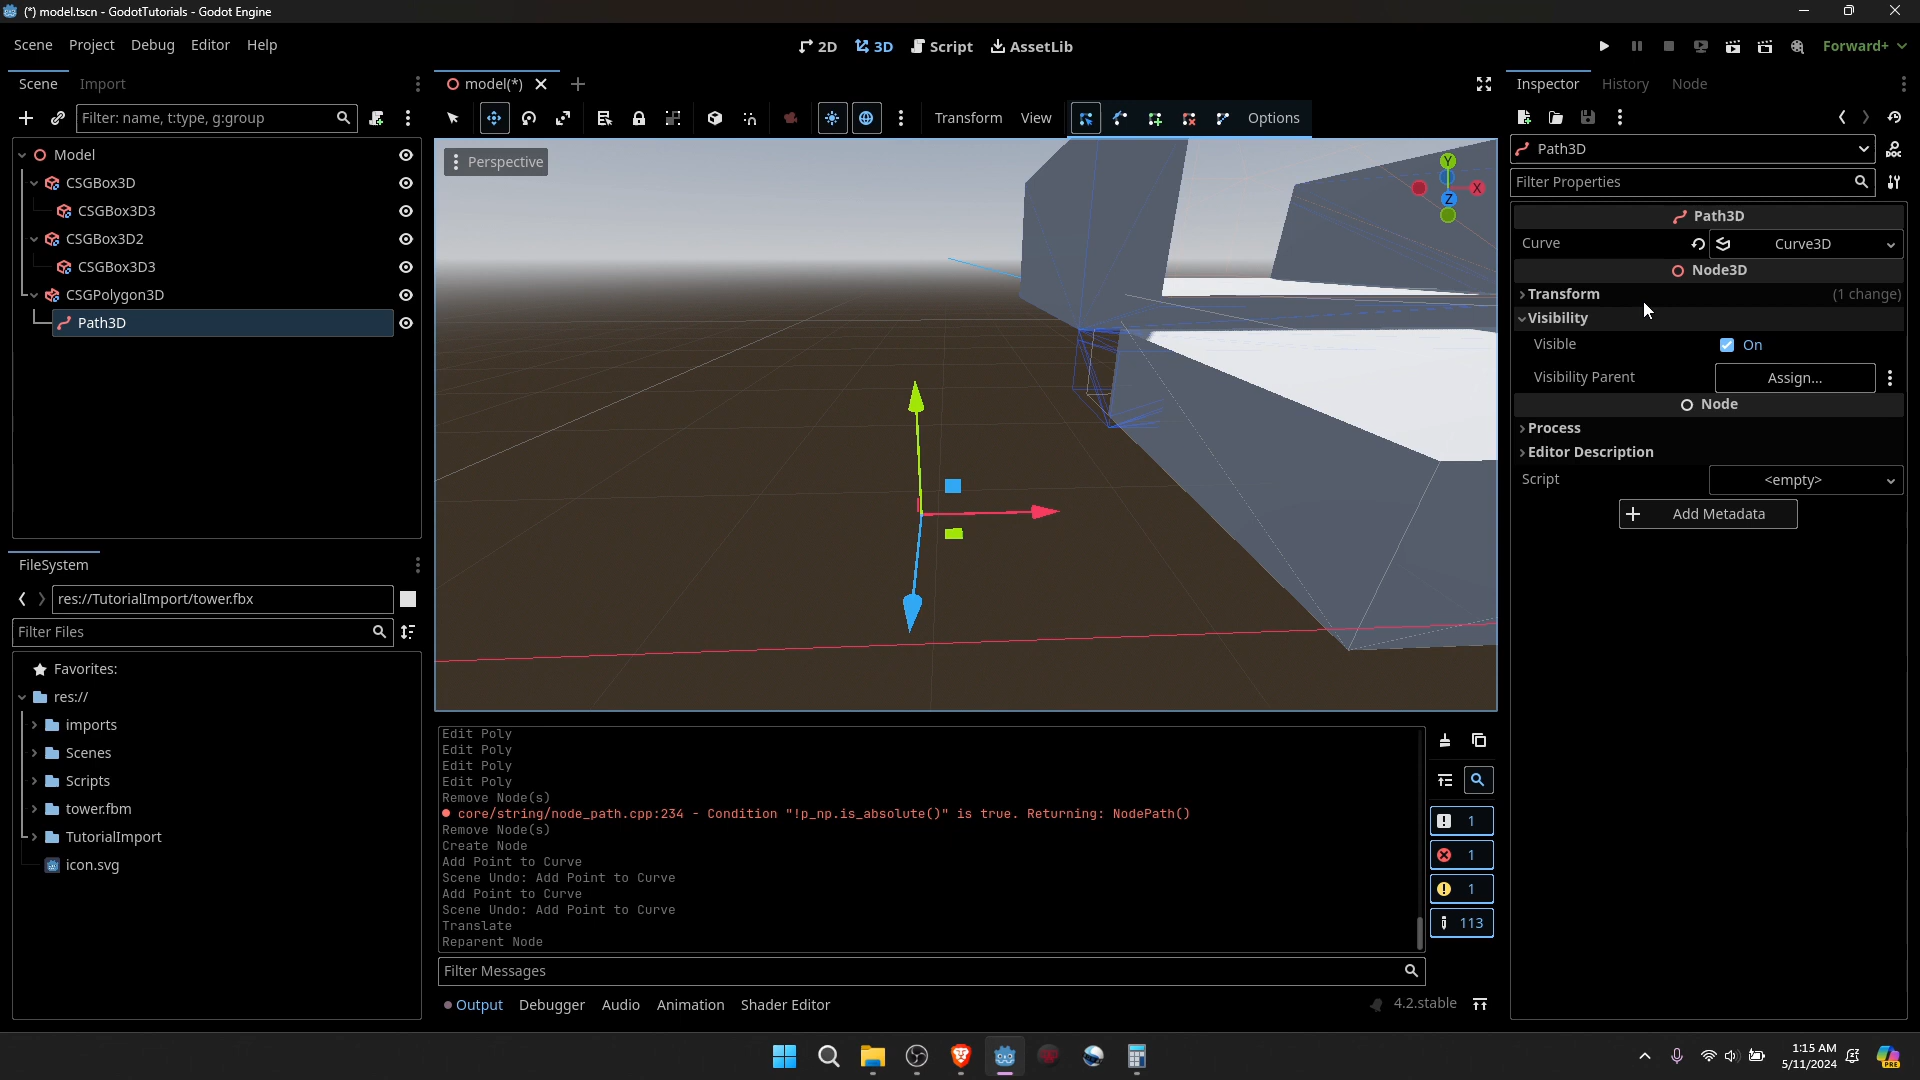 (*) model.tscn - GodotTutorials - Godot Engine
Scene Project Debug Editor Help
2D 3D Script AssetLib
Forward+
Scene Import
model(*)
Inspector History Node
Filter: name, t:type, g:group
Transform View Options
Path3D
Filter Properties
Model
CSGBox3D
CSGBox3D3
CSGBox3D2
CSGBox3D3
CSGPolygon3D
Path3D
Perspective
Y
X
Z
Path3D
Curve Curve3D
Node3D
Transform (1 change)
Visibility
Visible On
Visibility Parent Assign...
Node
Process
Editor Description
Script <empty>
Add Metadata
FileSystem
res://TutorialImport/tower.fbx
Filter Files
Favorites:
res://
imports
Scenes
Scripts
tower.fbm
TutorialImport
icon.svg
Edit Poly
Edit Poly
Edit Poly
Edit Poly
Remove Node(s)
core/string/node_path.cpp:234 - Condition "!p_np.is_absolute()" is true. Returning: NodePath()
Remove Node(s)
Create Node
Add Point to Curve
Scene Undo: Add Point to Curve
Add Point to Curve
Scene Undo: Add Point to Curve
Translate
Reparent Node
1
1
1
113
Filter Messages
Output Debugger Audio Animation Shader Editor
4.2.stable
1:15 AM
5/11/2024
PRE